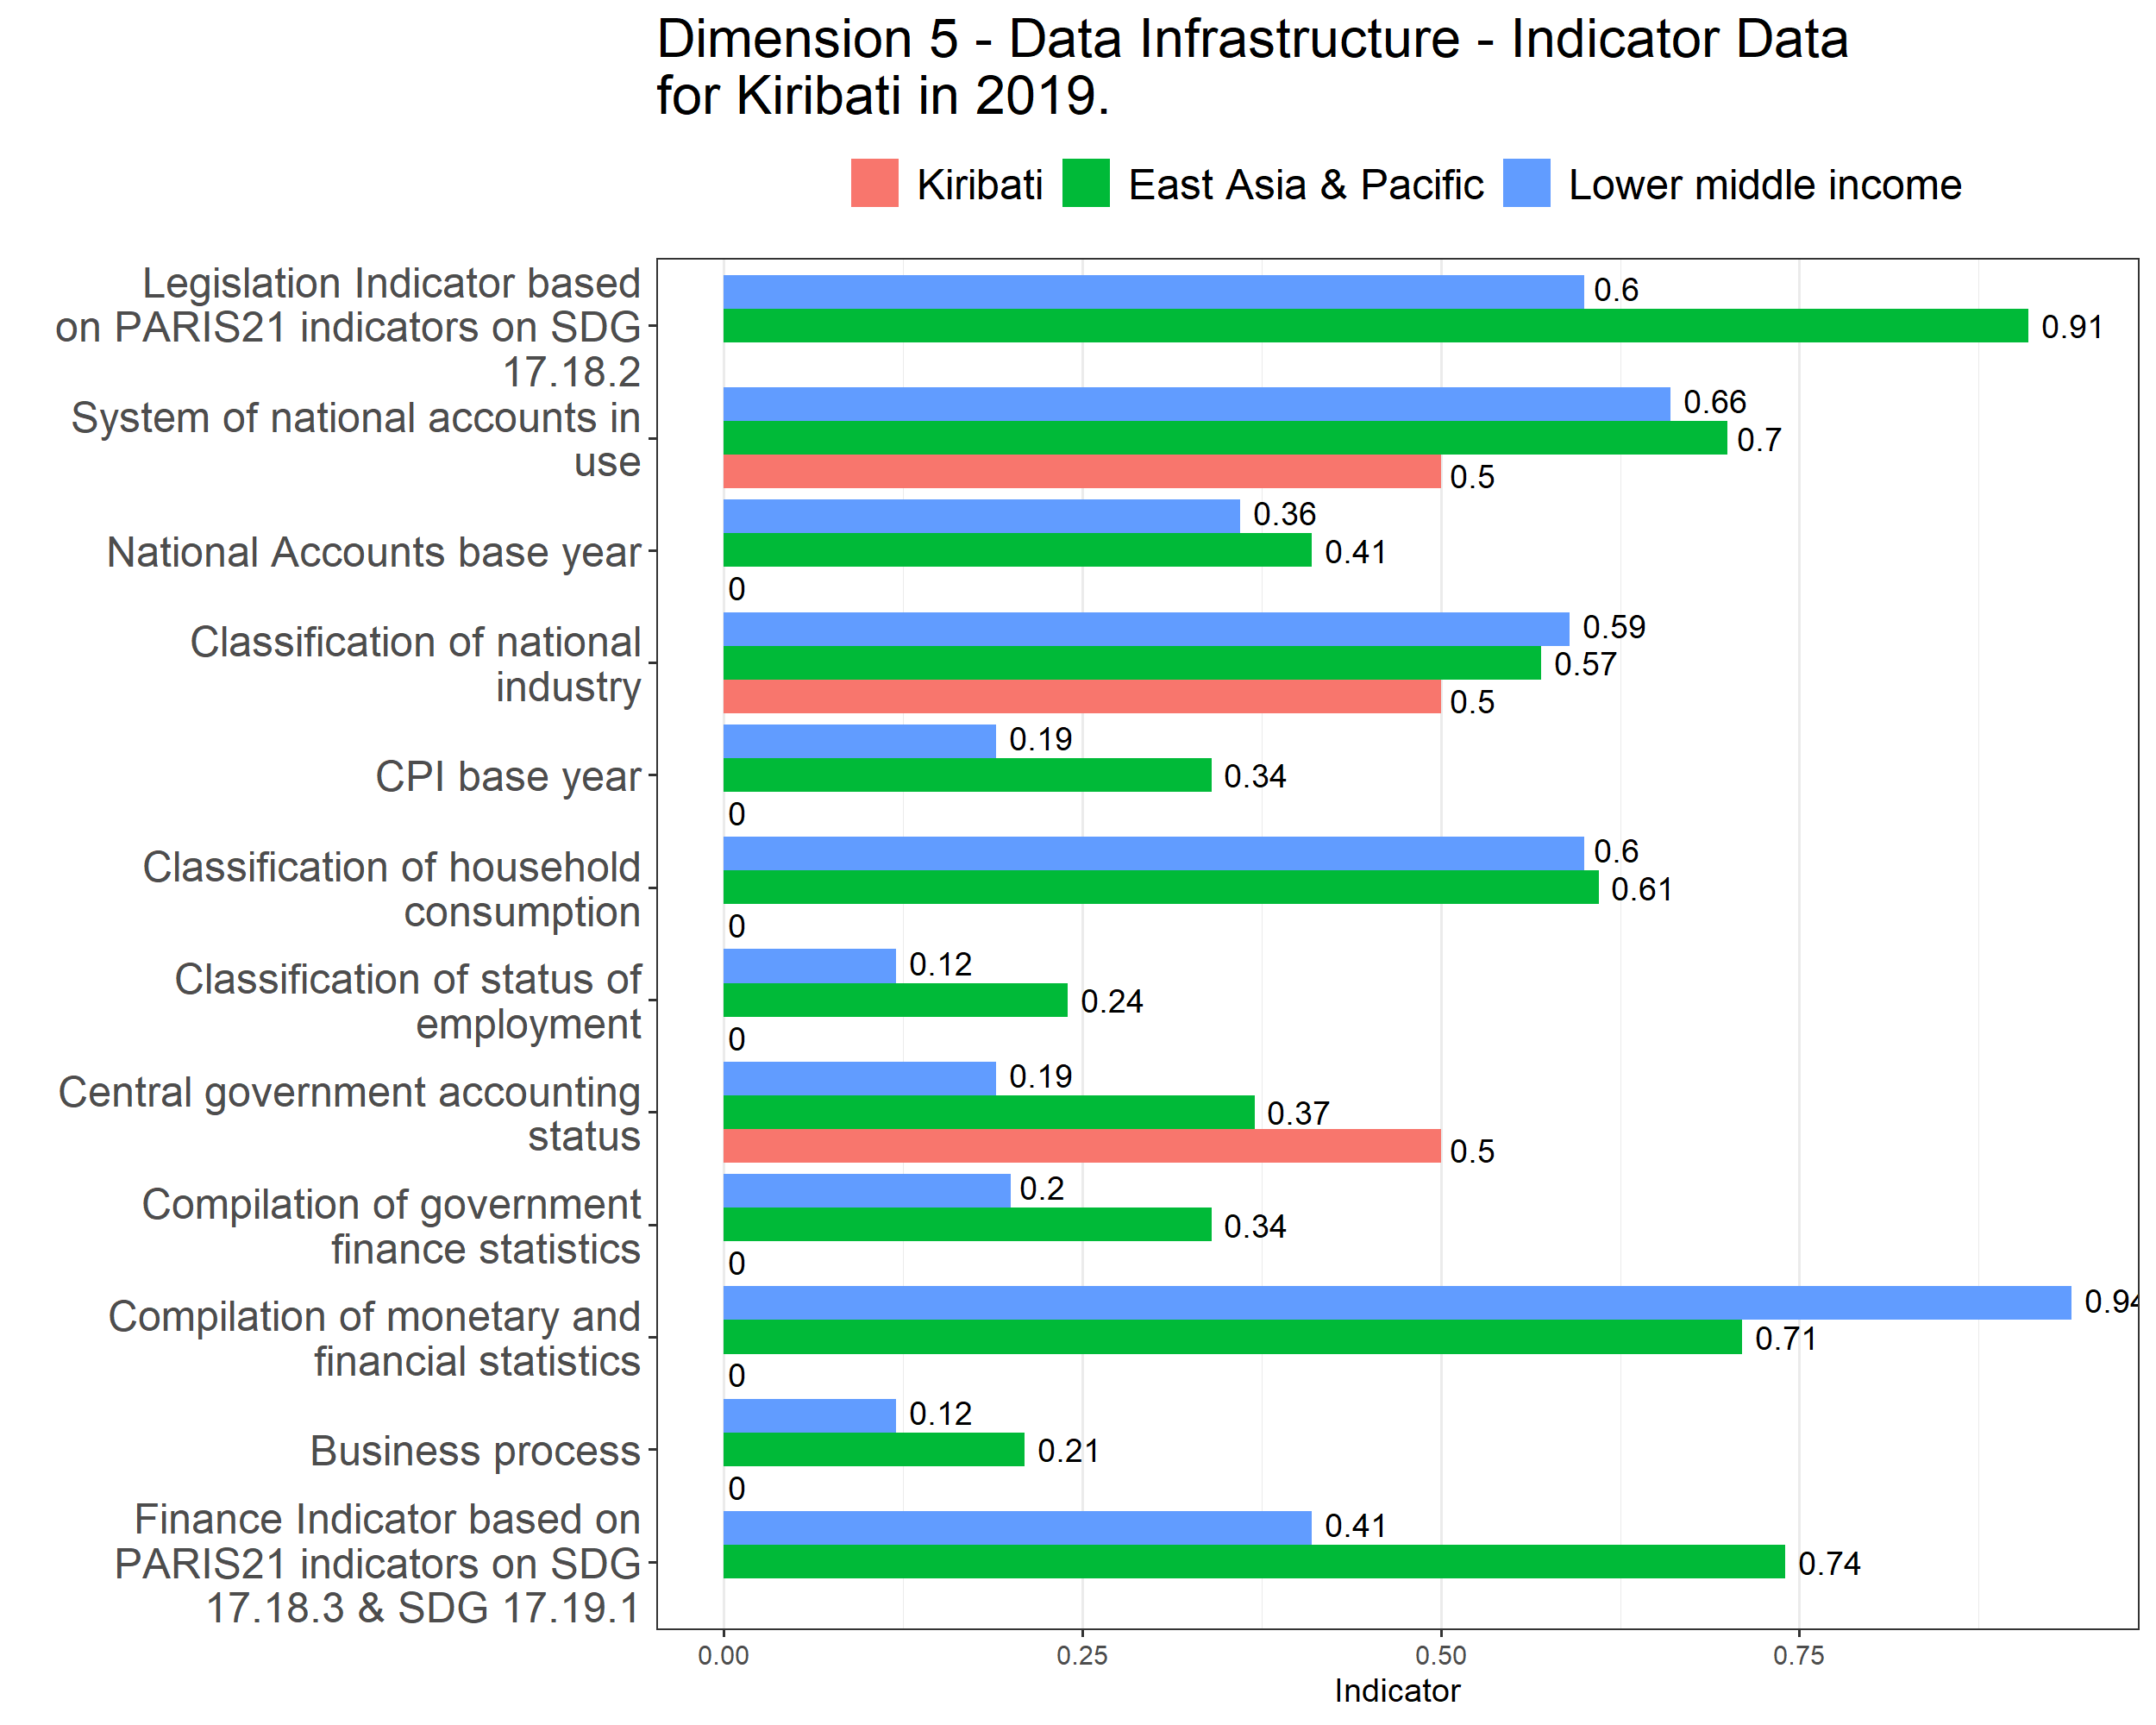 Dimension 5 - Data Infrastructure - Indicator Data
for Kiribati in 2019.
Kiribati East Asia & Pacific Lower middle income
Legislation Indicator based
on PARIS21 indicators on SDG
17.18.2
0.6
0.91
System of national accounts in
use
0.66
0.7
0.5
National Accounts base year
0.36
0.41
0
Classification of national
industry
0.59
0.57
0.5
CPI base year
0.19
0.34
0
Classification of household
consumption
0.6
0.61
0
Classification of status of
employment
0.12
0.24
0
Central government accounting
status
0.19
0.37
0.5
Compilation of government
finance statistics
0.2
0.34
0
Compilation of monetary and
financial statistics
0.94
0.71
0
Business process
0.12
0.21
0
Finance Indicator based on
PARIS21 indicators on SDG
17.18.3 & SDG 17.19.1
0.41
0.74
0.00 0.25 0.50 0.75
Indicator